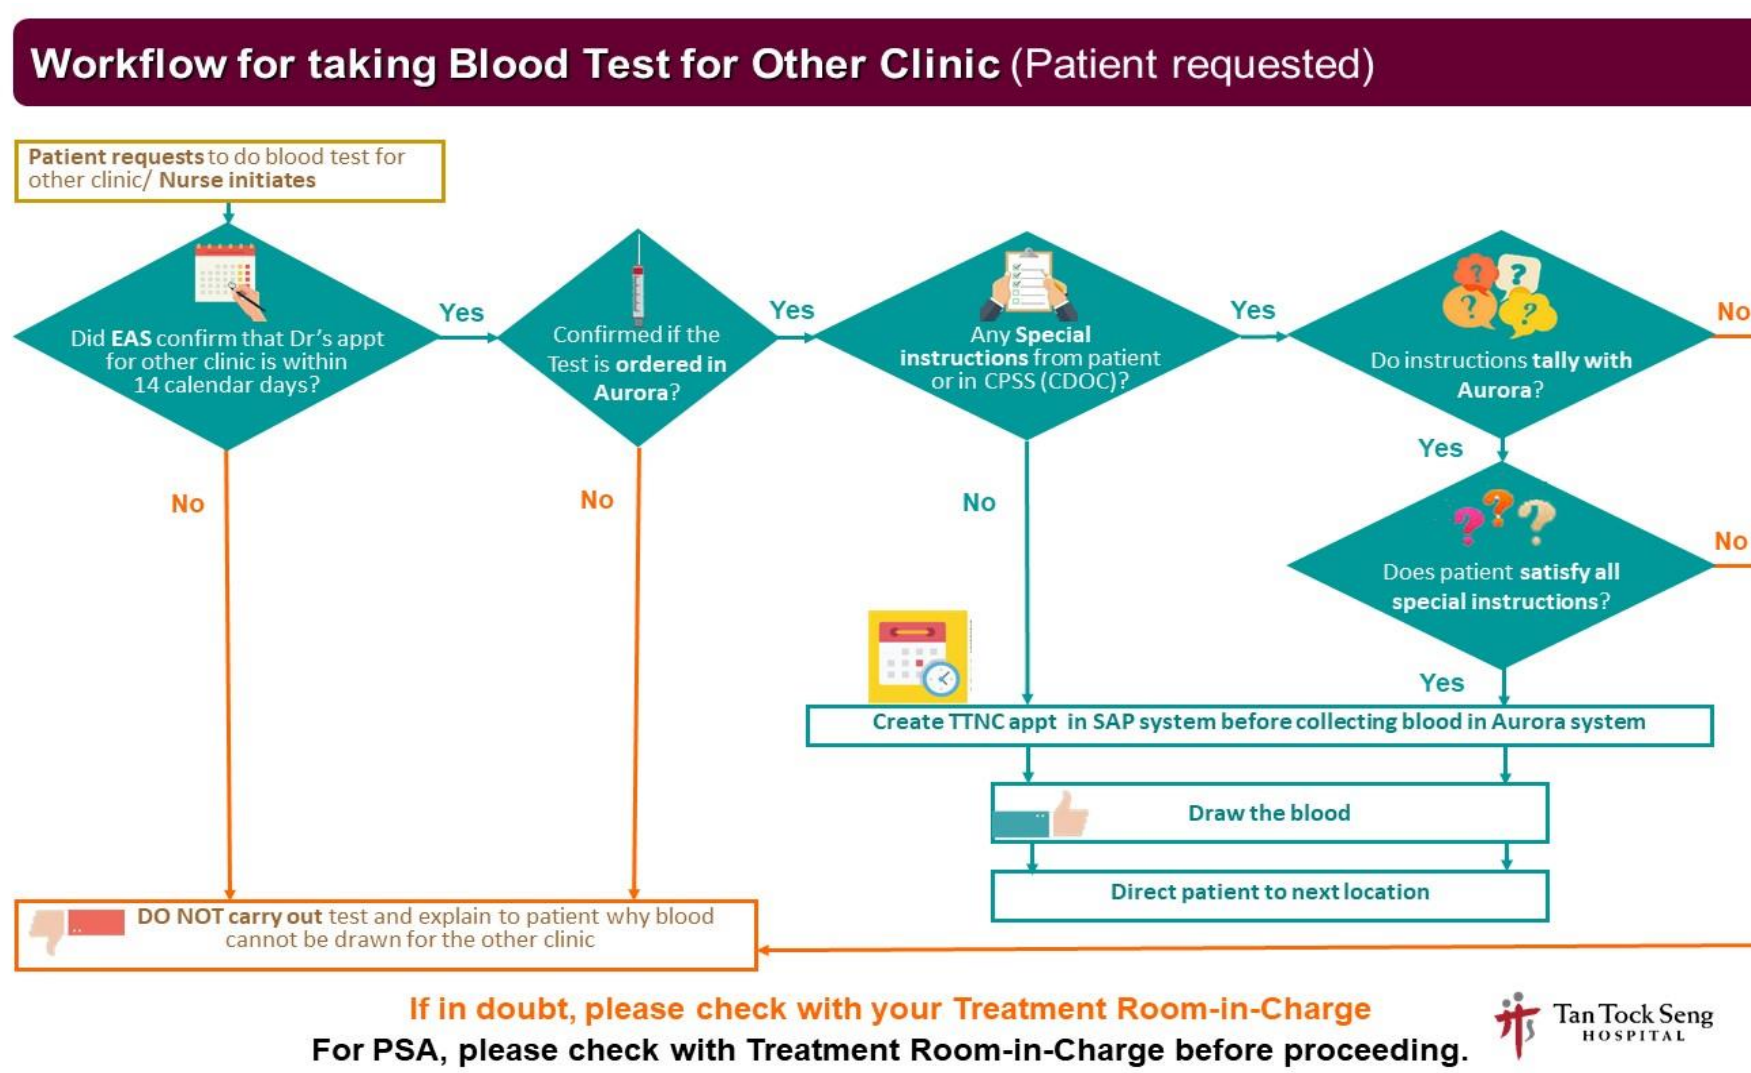 Workflow for taking Blood Test for Other Clinic (Patient requested)
Patient requests to do blood test for
other clinic/ Nurse initiates
Did EAS confirm that Dr's appt
for other clinic is within
14 calendar days?
Yes
No
Confirmed if the
Test is ordered in
Aurora?
Yes
No
Any Special
instructions from patient
or in CPSS (CDOC)?
Yes
No
Do instructions tally with
Aurora?
No
Yes
Does patient satisfy all
special instructions?
No
Yes
Create TTNC appt in SAP system before collecting blood in Aurora system
Draw the blood
Direct patient to next location
DO NOT carry out test and explain to patient why blood
cannot be drawn for the other clinic
If in doubt, please check with your Treatment Room-in-Charge
For PSA, please check with Treatment Room-in-Charge before proceeding.
Tan Tock Seng
HOSPITAL